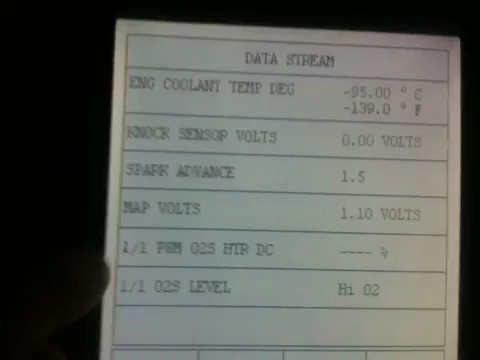 DATA STREAM
ENG COOLANT TEMP DEG -95.00 ° C
-139.0 ° F
KNOCK SENSOR VOLTS 0.00 VOLTS
SPARK ADVANCE 1.5
MAP VOLTS 1.10 VOLTS
1/1 PWM O2S HTR DC ---- %
1/1 O2S LEVEL Hi O2